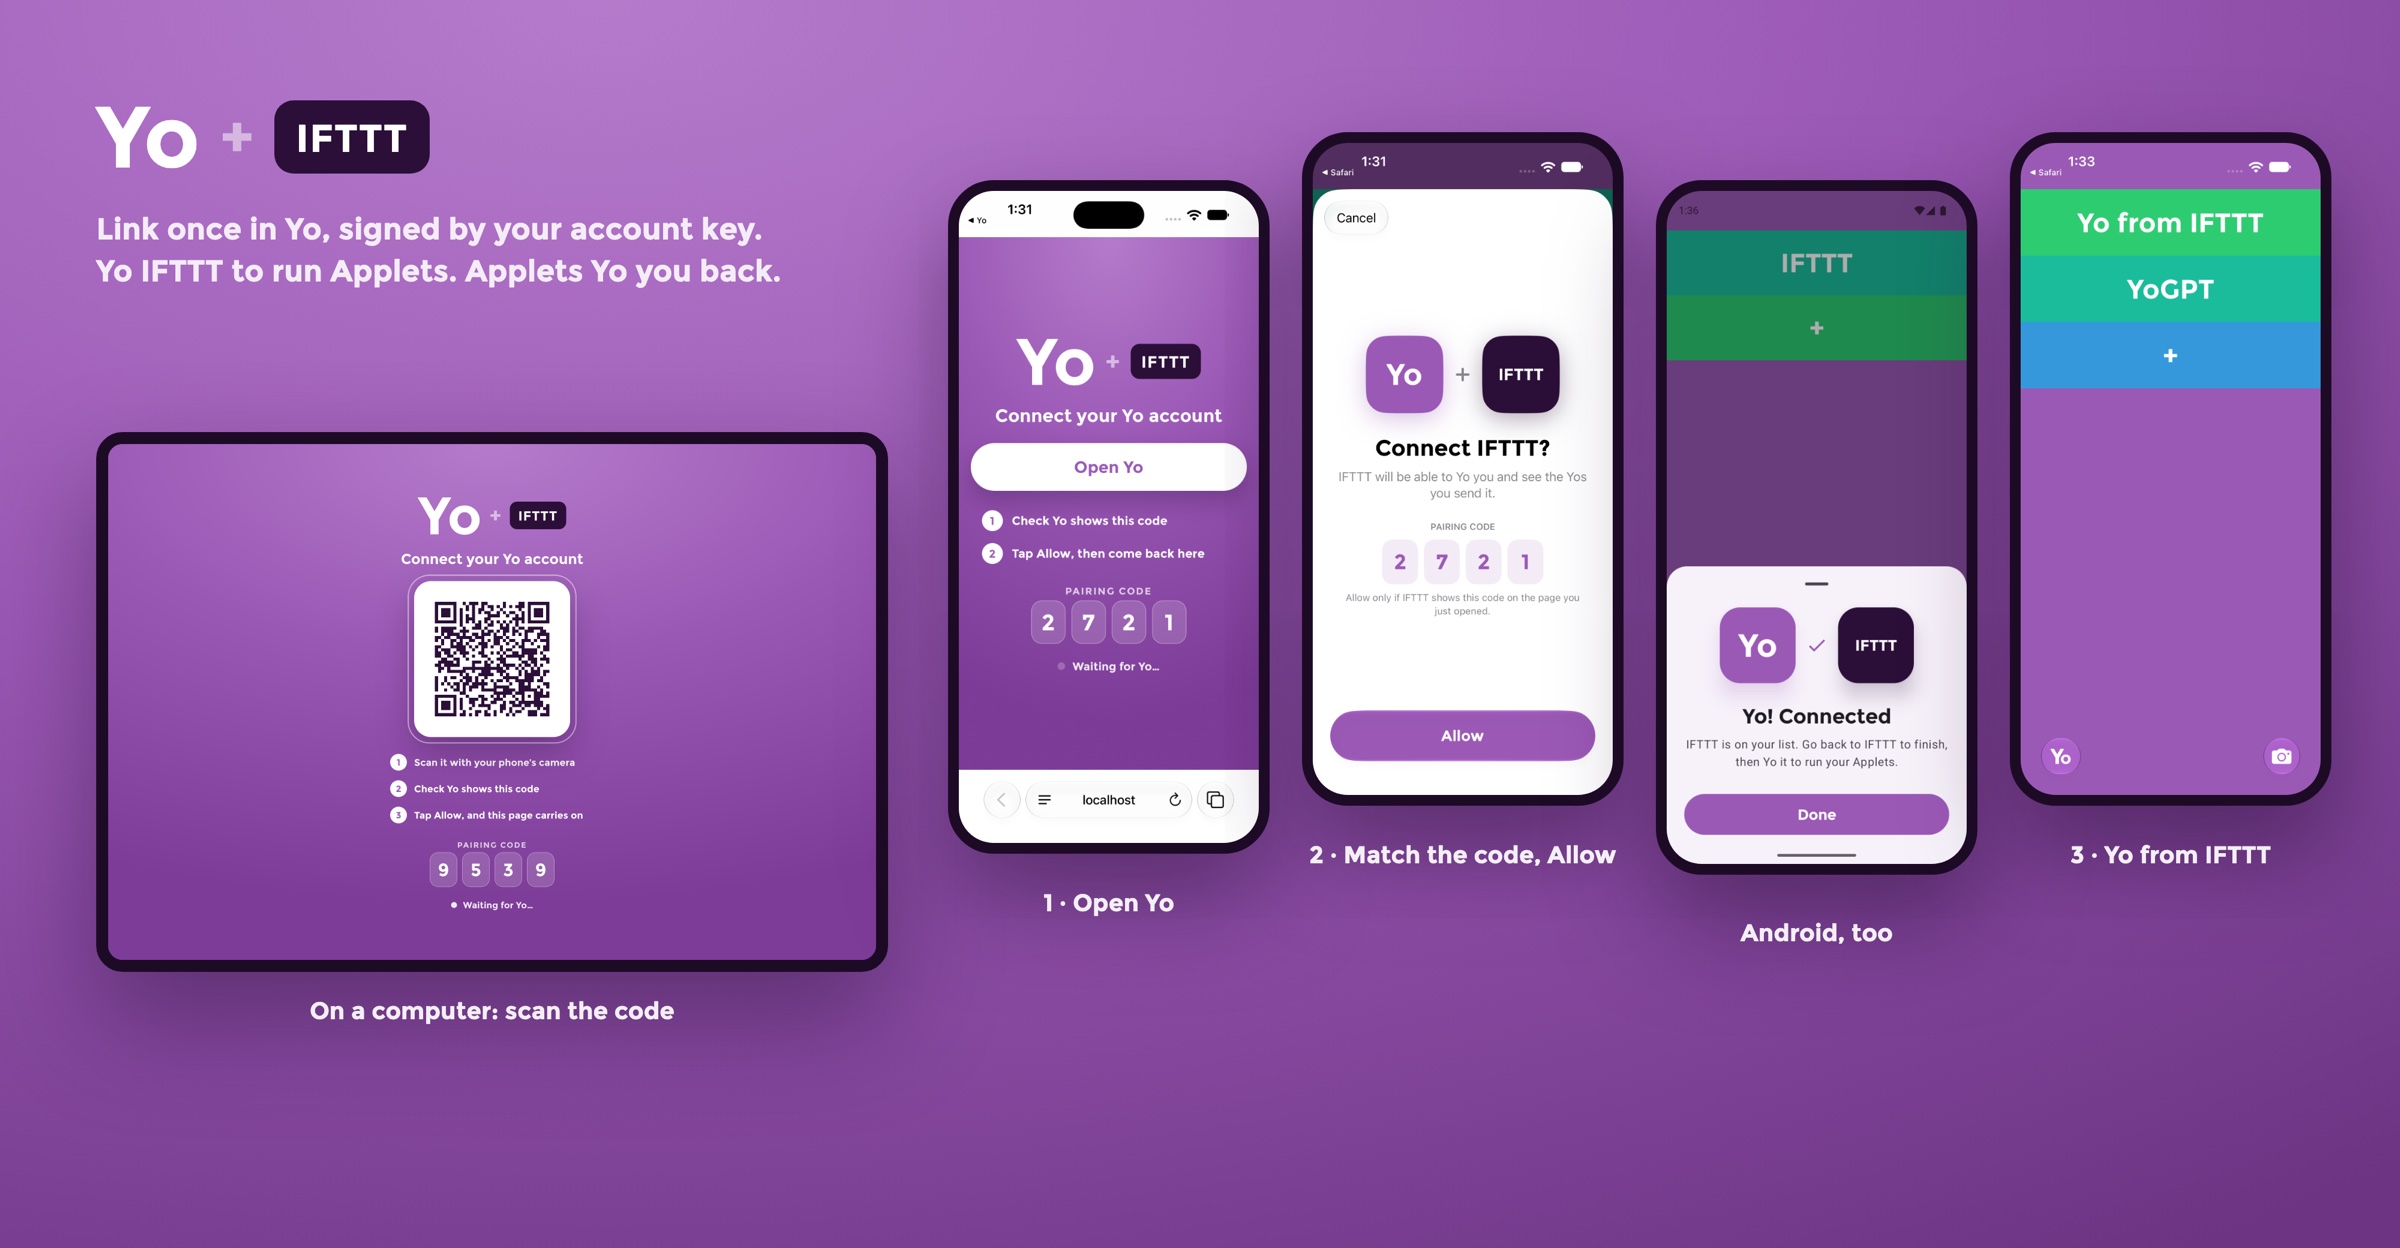 Yo + IFTTT
Link once in Yo, signed by your account key.
Yo IFTTT to run Applets. Applets Yo you back.
Yo + IFTTT
Connect your Yo account
1 Scan it with your phone's camera
2 Check Yo shows this code
3 Tap Allow, and this page carries on
PAIRING CODE
9 5 3 9
Waiting for Yo...
On a computer: scan the code
1:31
◀ Yo
Yo + IFTTT
Connect your Yo account
Open Yo
1 Check Yo shows this code
2 Tap Allow, then come back here
PAIRING CODE
2 7 2 1
Waiting for Yo...
localhost
1 · Open Yo
1:31
◀ Safari
Cancel
Yo + IFTTT
Connect IFTTT?
IFTTT will be able to Yo you and see the Yos
you send it.
PAIRING CODE
2 7 2 1
Allow only if IFTTT shows this code on the page you
just opened.
Allow
2 · Match the code, Allow
1:36
IFTTT
+
Yo IFTTT
Yo! Connected
IFTTT is on your list. Go back to IFTTT to finish,
then Yo it to run your Applets.
Done
Android, too
1:33
◀ Safari
Yo from IFTTT
YoGPT
+
Yo
3 · Yo from IFTTT